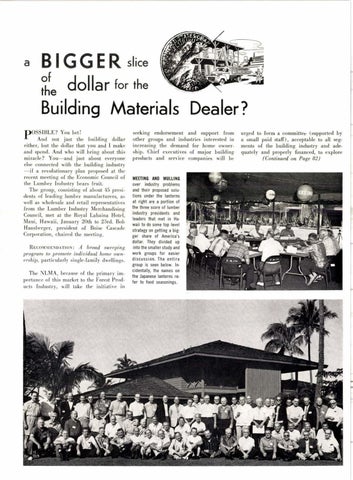 a BIGGER slice
of
the dollar for the
Building Materials Dealer?
POSSIBLE? You bet!
And not just the building dollar
either, but the dollar that you and I make
and spend. And who will bring about this
miracle? You—and just about everyone
else connected with the building industry
—if a revolutionary plan proposed at the
recent meeting of the Economic Council of
the Lumber Industry bears fruit.
The group, consisting of about 45 presi-
dents of leading lumber manufacturers, as
well as wholesale and retail representatives
from the Lumber Industry Merchandising
Council, met at the Royal Lahaina Hotel,
Maui, Hawaii, January 20th to 23rd. Bob
Hansberger, president of Boise Cascade
corporation, chaired the meeting.
RECOMMENDATION: A broad sweeping
program to promote individual home own-
ership, particularly single-family dwellings.
The NLMA, because of the primary im-
portance of this market to the Forest Prod-
ucts Industry, will take the initiative in
seeking endorsement and support from
other groups and industries interested in
increasing the demand for home owner-
ship. Chief executives of major building
products and service companies will be
MEETING AND MULLING
over industry problems
and their proposed solu-
tions under the lanterns
at right are a portion of
the three score of lumber
industry presidents and
leaders that met in Ha-
waii to do some top level
strategy on getting a big-
ger share of America's
dollar. They divided up
into the smaller study and
work groups for easier
discussion. The entire
group is seen below. In-
cidentally, the names on
the Japanese lanterns re-
fer to food seasonings.
urged to form a committee (supported by
a small paid staff), acceptable to all seg-
ments of the building industry and ade-
quately and properly financed, to explore
(Continued on Page 82)